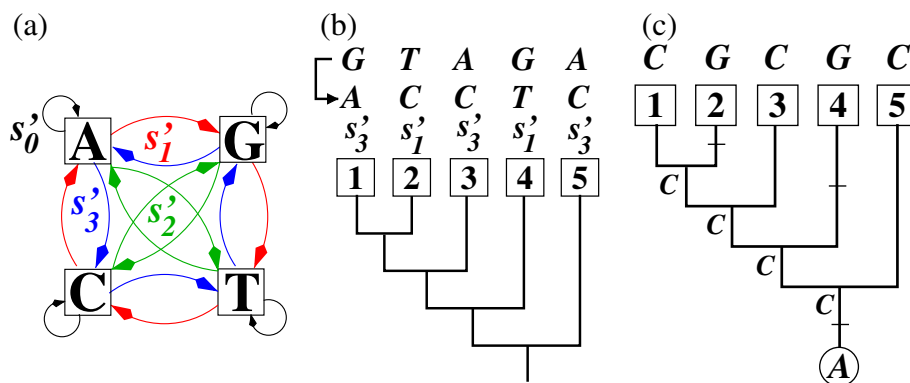 (a)
s'0
A
s'1
G
s'3
s'2
C
T
(b)
G T A G A
A C C T C
s'3 s'1 s'3 s'1 s'3
1 2 3 4 5
(c)
C G C G C
1 2 3 4 5
C
C
C
C
A